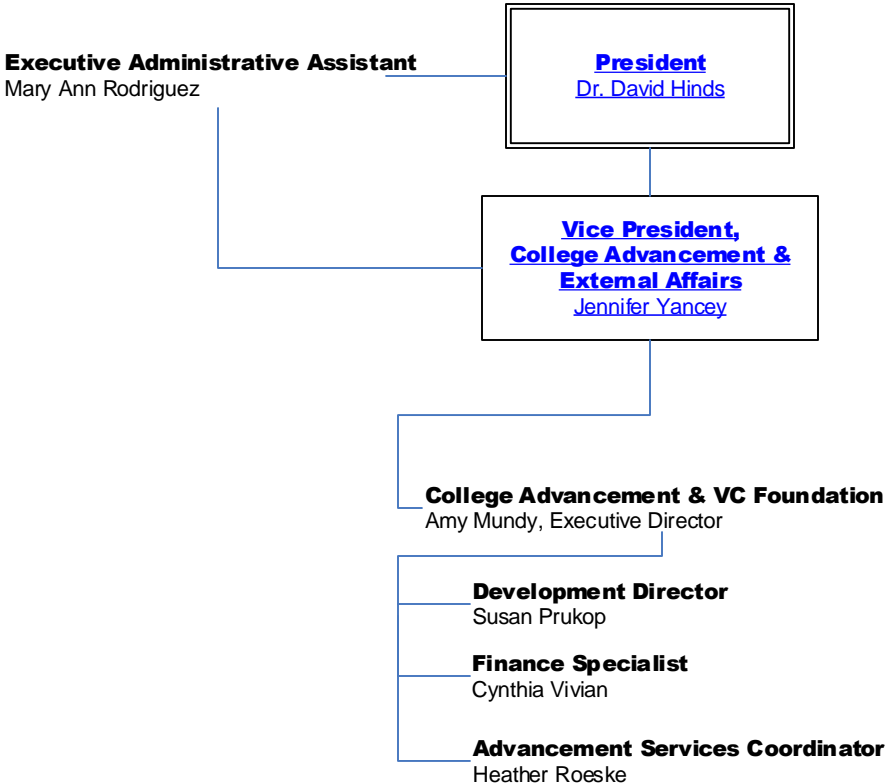 Executive Administrative Assistant
Mary Ann Rodriguez
President
Dr. David Hinds
Vice President,
College Advancement &
External Affairs
Jennifer Yancey
College Advancement & VC Foundation
Amy Mundy, Executive Director
Development Director
Susan Prukop
Finance Specialist
Cynthia Vivian
Advancement Services Coordinator
Heather Roeske